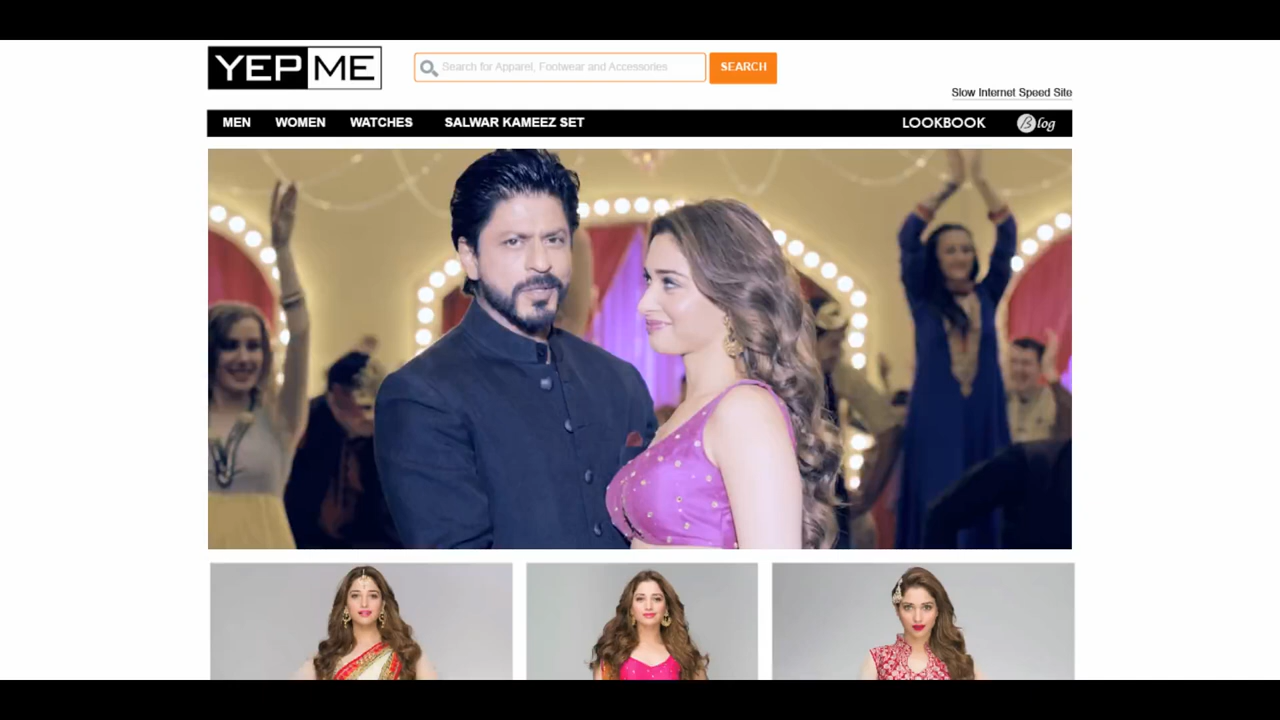 YEPME
Search for Apparel, Footwear and Accessories
SEARCH
Slow Internet Speed Site
MEN WOMEN WATCHES SALWAR KAMEEZ SET LOOKBOOK Blog